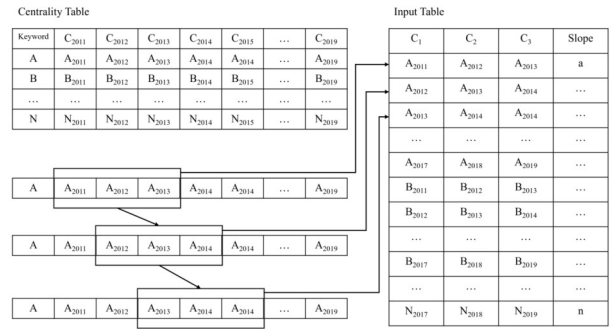 Centrality Table
Keyword C2011 C2012 C2013 C2014 C2015 … C2019
A A2011 A2012 A2013 A2014 A2014 … A2019
B B2011 B2012 B2013 B2014 B2015 … B2019
… … … … … … … …
N N2011 N2012 N2013 N2014 N2015 … N2019
A A2011 A2012 A2013 A2014 A2014 … A2019
A A2011 A2012 A2013 A2014 A2014 … A2019
A A2011 A2012 A2013 A2014 A2014 … A2019
Input Table
C1 C2 C3 Slope
A2011 A2012 A2013 a
A2012 A2013 A2014 …
A2013 A2014 A2014 …
… … … …
A2017 A2018 A2019 …
B2011 B2012 B2013 …
B2012 B2013 B2014 …
… … … …
B2017 B2018 B2019 …
… … … …
N2017 N2018 N2019 n